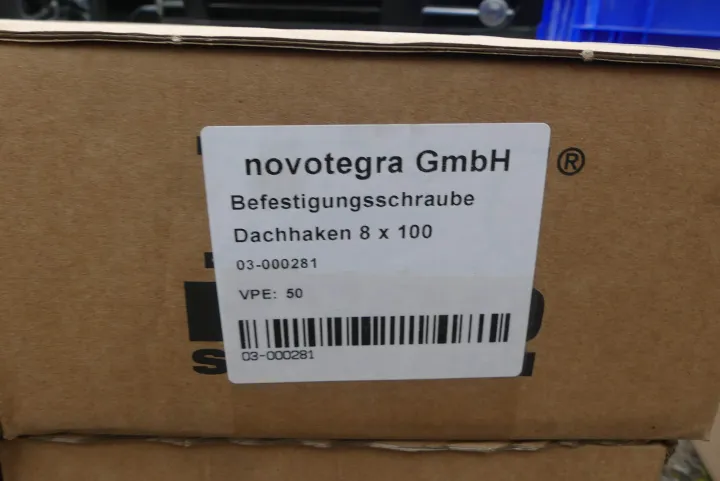 novotegra GmbH
®
Befestigungsschraube
Dachhaken 8 x 100
03-000281
VPE: 50
03-000281